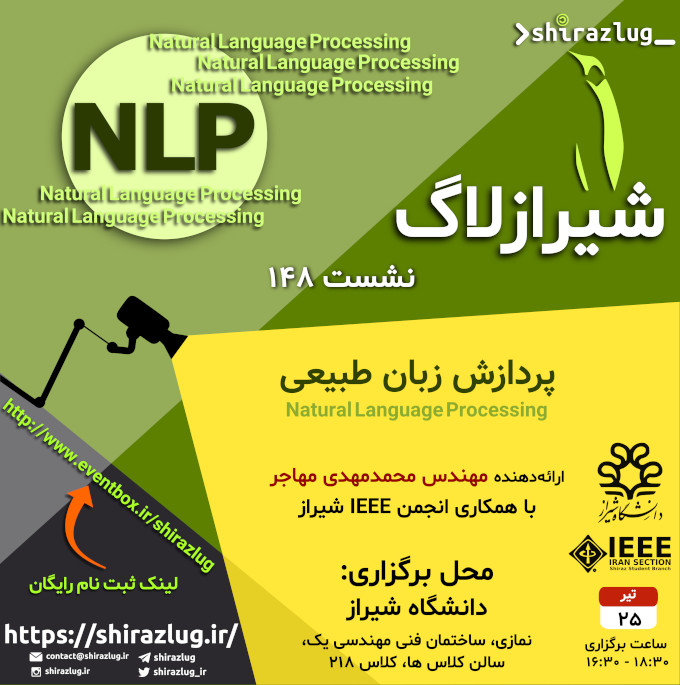 Natural Language Processing
Natural Language Processing
Natural Language Processing
NLP
Natural Language Processing
Natural Language Processing
>shirazlug_
شیرازلاگ
نشست ۱۴۸
پردازش زبان طبیعی
Natural Language Processing
ارائه‌دهنده مهندس محمدمهدی مهاجر
با همکاری انجمن IEEE شیراز
دانشگاه شیراز
IEEE
IRAN SECTION
Shiraz Student Branch
محل برگزاری:
دانشگاه شیراز
نمازی، ساختمان فنی مهندسی یک،
سالن کلاس ها، کلاس ۲۱۸
تیر
۲۵
ساعت برگزاری
۱۶:۳۰ - ۱۸:۳۰
http://www.eventbox.ir/shirazlug
لینک ثبت نام رایگان
https://shirazlug.ir/
contact@shirazlug.ir
shirazlug
shirazlug.ir
shirazlug_ir